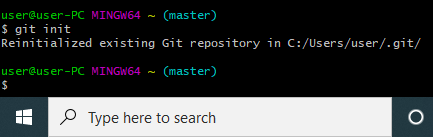 user@user-PC MINGW64 ~ (master)
$ git init
Reinitialized existing Git repository in C:/Users/user/.git/
user@user-PC MINGW64 ~ (master)
$
Type here to search